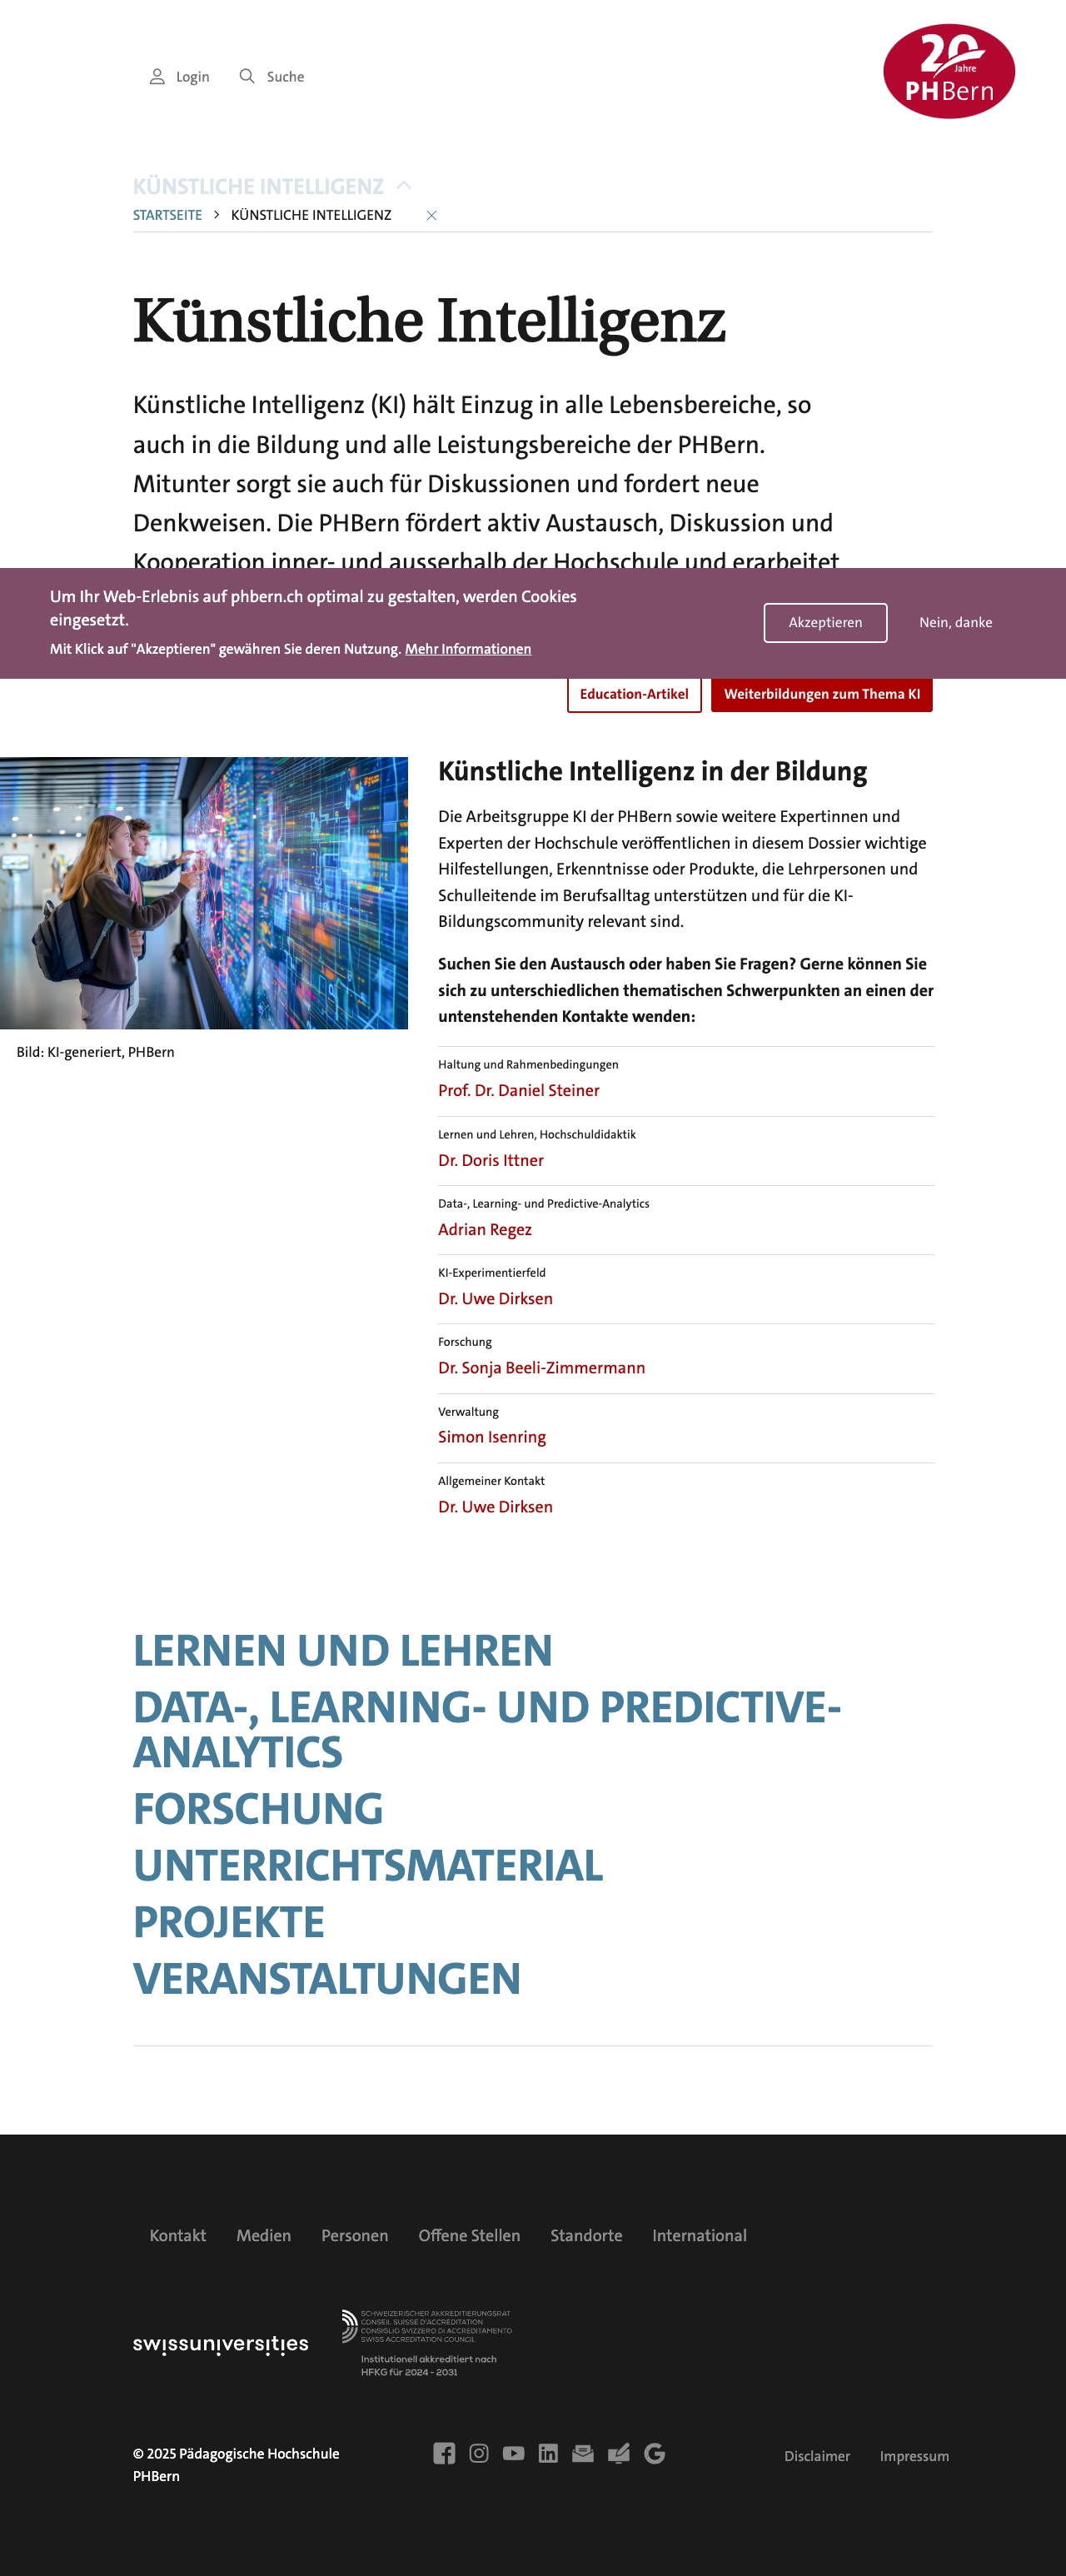 Login
Suche
20
Jahre
PHBern
KÜNSTLICHE INTELLIGENZ
STARTSEITE
KÜNSTLICHE INTELLIGENZ
Künstliche Intelligenz
Künstliche Intelligenz (KI) hält Einzug in alle Lebensbereiche, so
auch in die Bildung und alle Leistungsbereiche der PHBern.
Mitunter sorgt sie auch für Diskussionen und fordert neue
Denkweisen. Die PHBern fördert aktiv Austausch, Diskussion und
Kooperation inner- und ausserhalb der Hochschule und erarbeitet
Um Ihr Web-Erlebnis auf phbern.ch optimal zu gestalten, werden Cookies
eingesetzt.
Mit Klick auf "Akzeptieren" gewähren Sie deren Nutzung. Mehr Informationen
Akzeptieren
Nein, danke
Education-Artikel
Weiterbildungen zum Thema KI
Künstliche Intelligenz in der Bildung
Die Arbeitsgruppe KI der PHBern sowie weitere Expertinnen und
Experten der Hochschule veröffentlichen in diesem Dossier wichtige
Hilfestellungen, Erkenntnisse oder Produkte, die Lehrpersonen und
Schulleitende im Berufsalltag unterstützen und für die KI-
Bildungscommunity relevant sind.
Suchen Sie den Austausch oder haben Sie Fragen? Gerne können Sie
sich zu unterschiedlichen thematischen Schwerpunkten an einen der
untenstehenden Kontakte wenden:
Bild: KI-generiert, PHBern
Haltung und Rahmenbedingungen
Prof. Dr. Daniel Steiner
Lernen und Lehren, Hochschuldidaktik
Dr. Doris Ittner
Data-, Learning- und Predictive-Analytics
Adrian Regez
KI-Experimentierfeld
Dr. Uwe Dirksen
Forschung
Dr. Sonja Beeli-Zimmermann
Verwaltung
Simon Isenring
Allgemeiner Kontakt
Dr. Uwe Dirksen
LERNEN UND LEHREN
DATA-, LEARNING- UND PREDICTIVE-
ANALYTICS
FORSCHUNG
UNTERRICHTSMATERIAL
PROJEKTE
VERANSTALTUNGEN
Kontakt
Medien
Personen
Offene Stellen
Standorte
International
swissuniversities
SCHWEIZERISCHER AKKREDITIERUNGSRAT
CONSEIL SUISSE D'ACCRÉDITATION
CONSIGLIO SVIZZERO DI ACCREDITAMENTO
SWISS ACCREDITATION COUNCIL
Institutionell akkreditiert nach
HFKG für 2024 - 2031
© 2025 Pädagogische Hochschule
PHBern
Disclaimer
Impressum